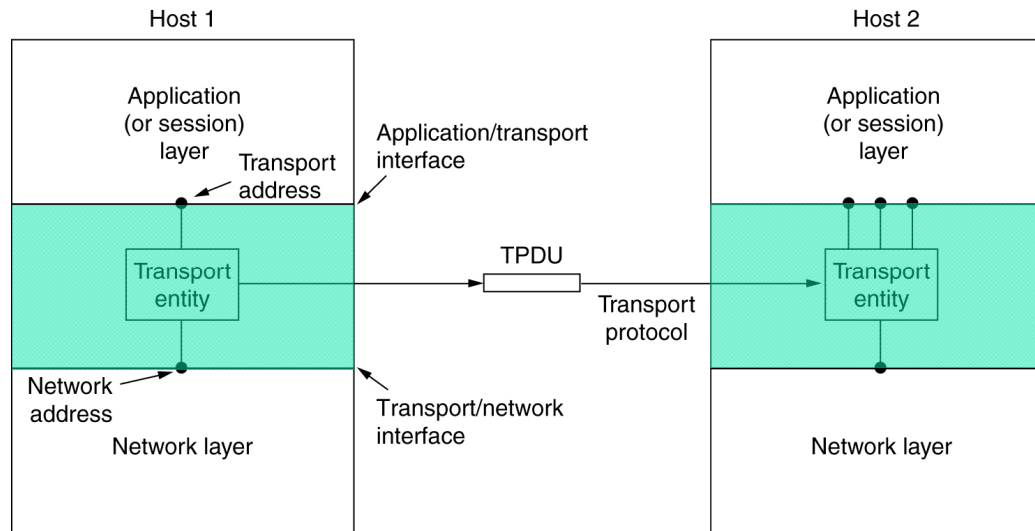 Host 1
Host 2
Application
(or session)
layer
Transport
address
Application/transport
interface
Application
(or session)
layer
Transport
entity
TPDU
Transport
protocol
Transport
entity
Network
address
Transport/network
interface
Network layer
Network layer